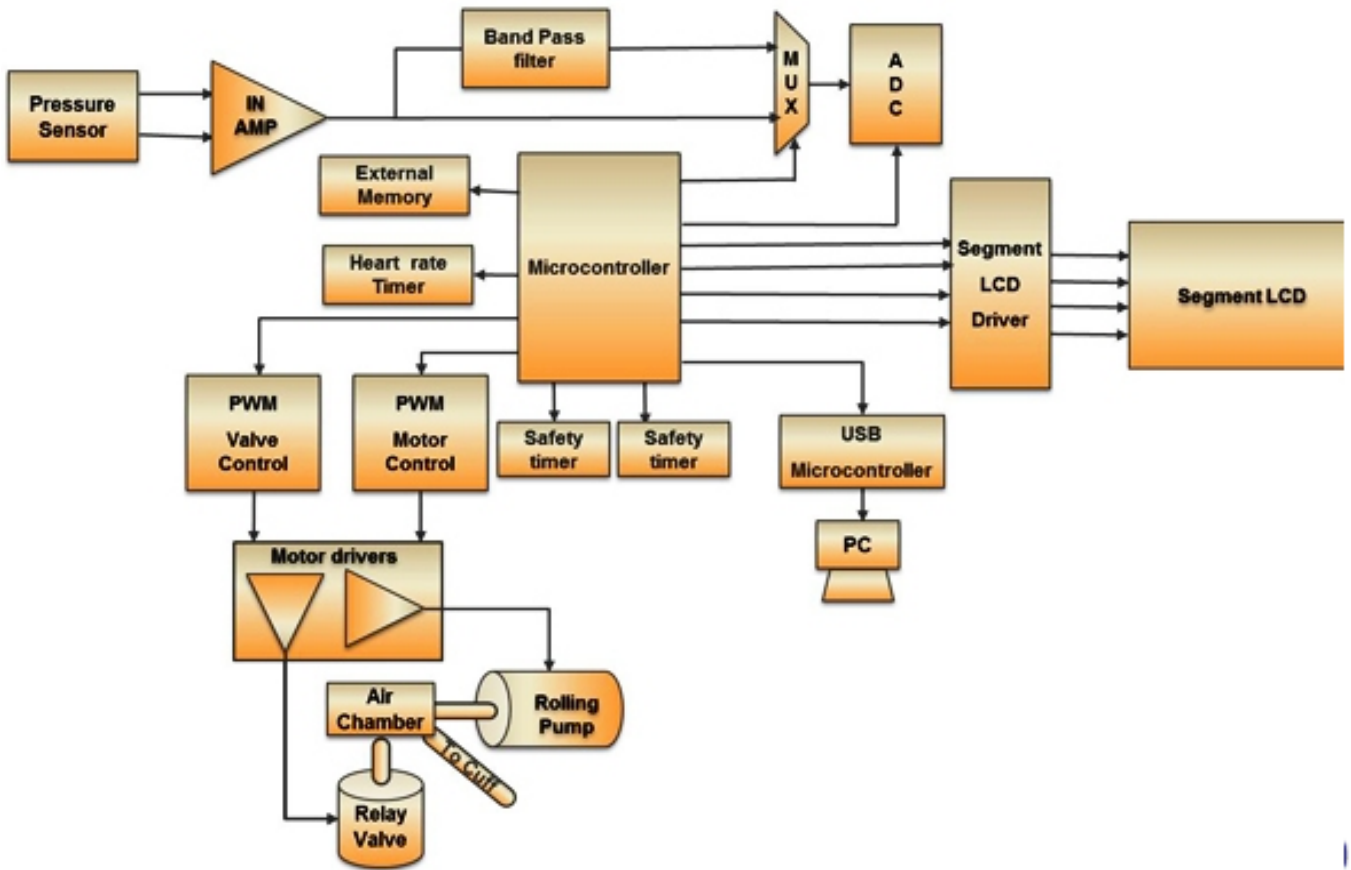 Band Pass
filter
M
U
X
A
D
C
Pressure
Sensor
IN
AMP
External
Memory
Heart rate
Timer
Microcontroller
Segment
LCD
Driver
Segment LCD
PWM
Valve
Control
PWM
Motor
Control
Safety
timer
Safety
timer
USB
Microcontroller
PC
Motor drivers
Air
Chamber
To Cuff
Rolling
Pump
Relay
Valve